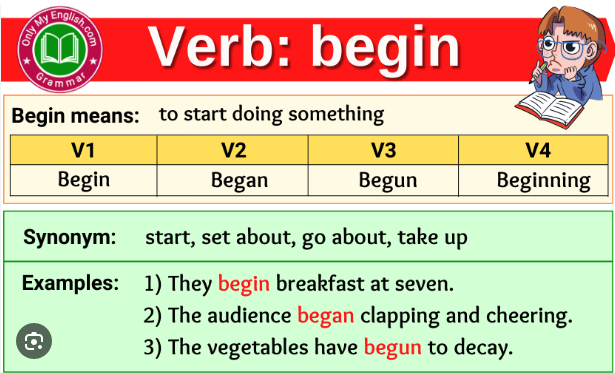 Only My English.com
Grammar
Verb: begin
Begin means: to start doing something
V1 V2 V3 V4
Begin Began Begun Beginning
Synonym: start, set about, go about, take up
Examples: 1) They begin breakfast at seven.
2) The audience began clapping and cheering.
3) The vegetables have begun to decay.